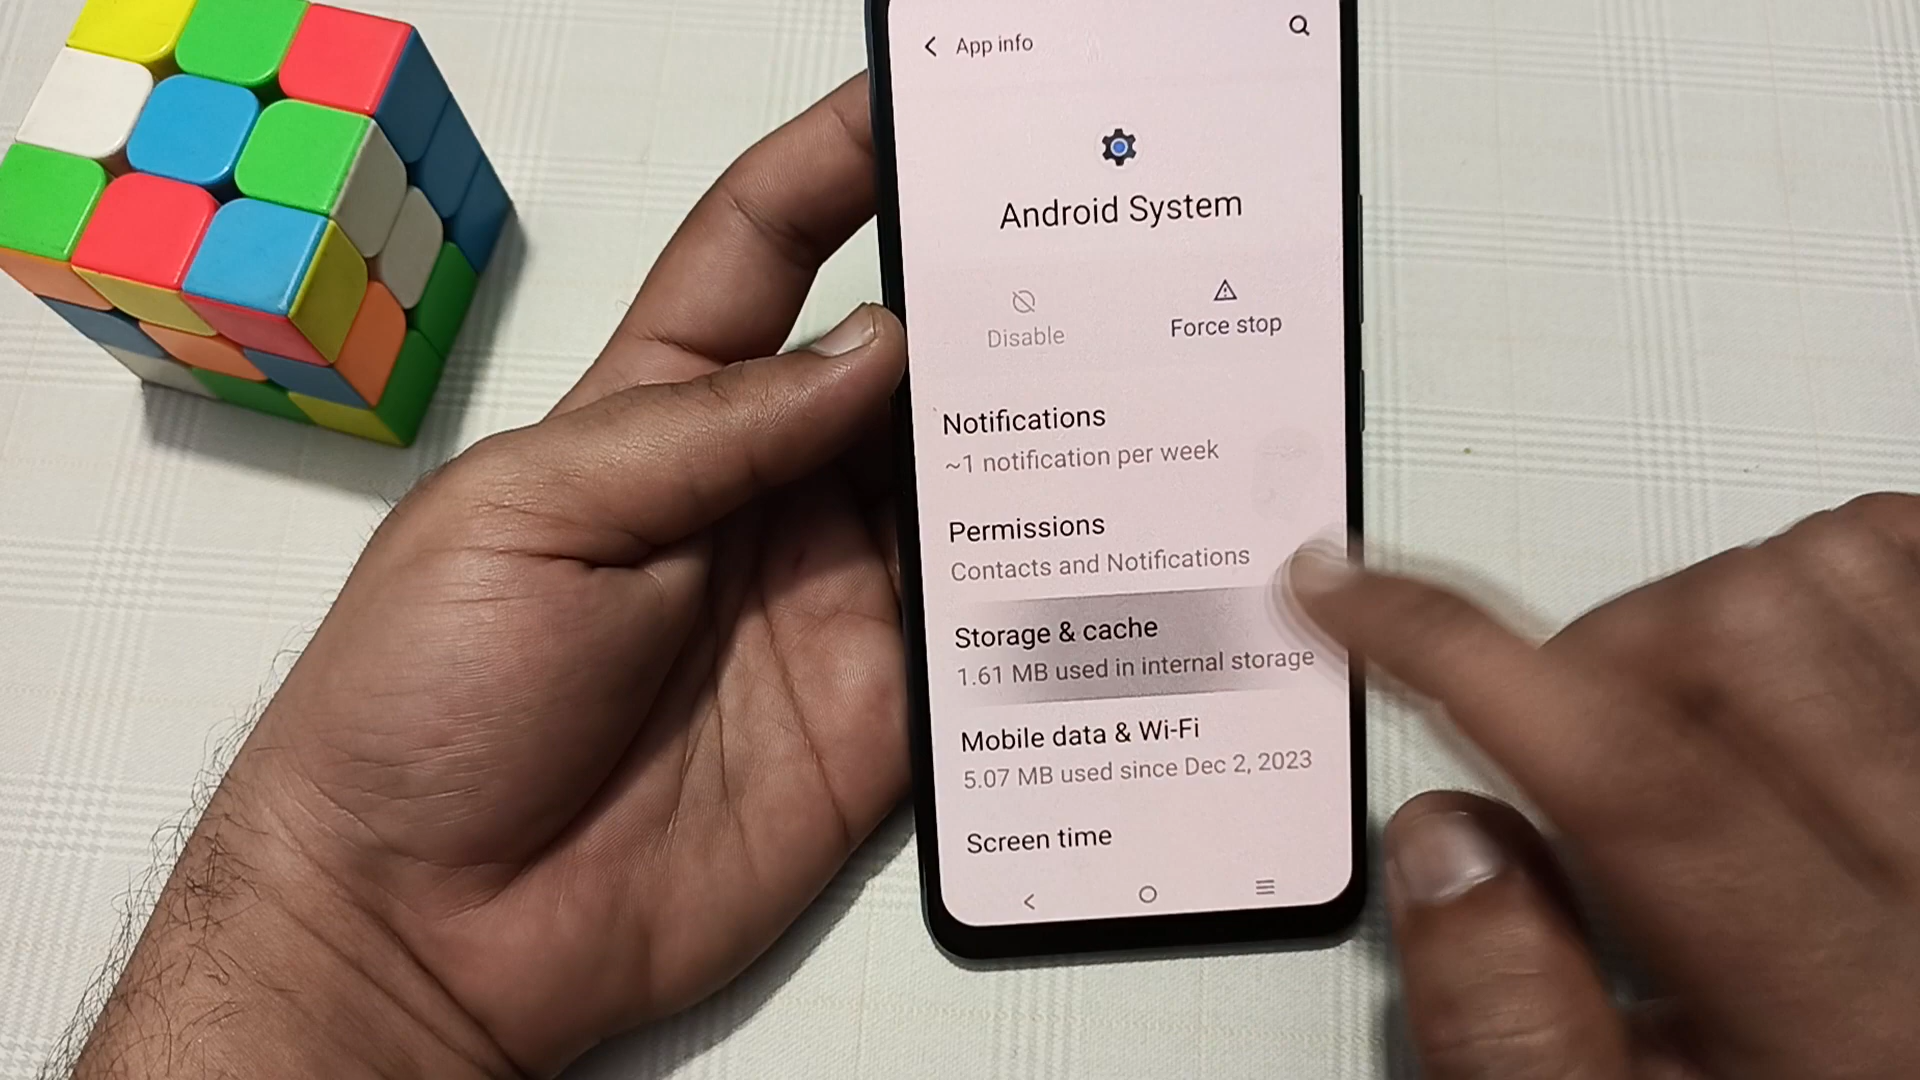 App info
Android System
Disable
Force stop
Notifications
~1 notification per week
Permissions
Contacts and Notifications
Storage & cache
1.61 MB used in internal storage
Mobile data & Wi-Fi
5.07 MB used since Dec 2, 2023
Screen time